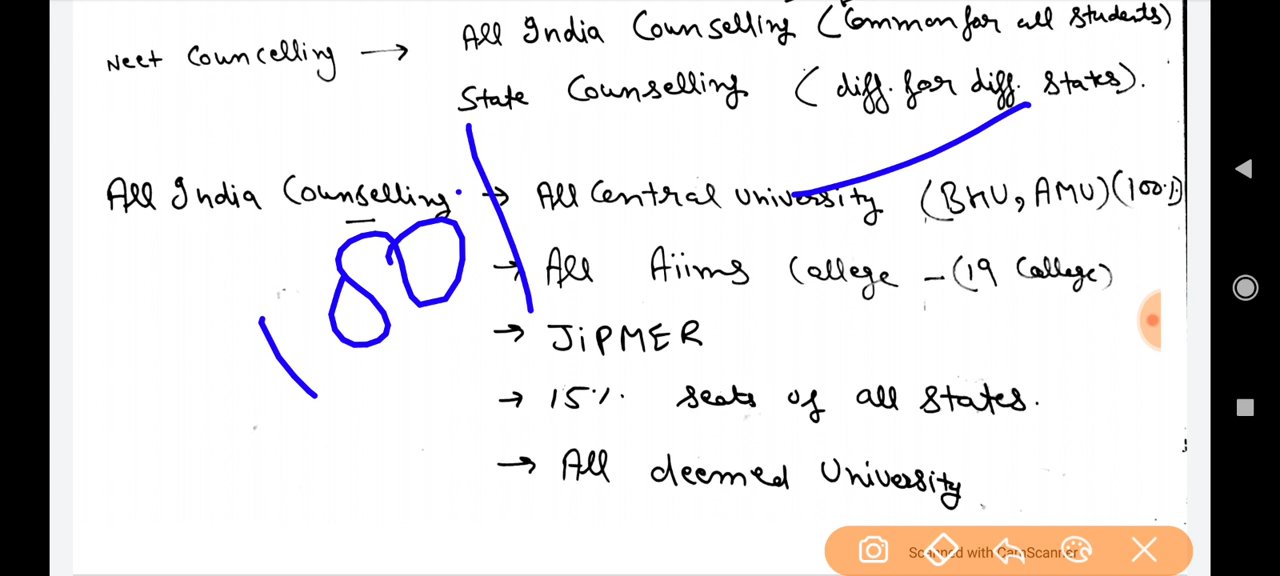 Neet Councelling → All India Counselling (Common for all students)
State Counselling (diff. for diff. states).
All India Counselling → All Central University (BHU, AMU) (100%)
→ All Aiims College - (19 College)
→ JiPMER
→ 15% seats of all states.
→ All deemed University
180
Scanned with CamScanner